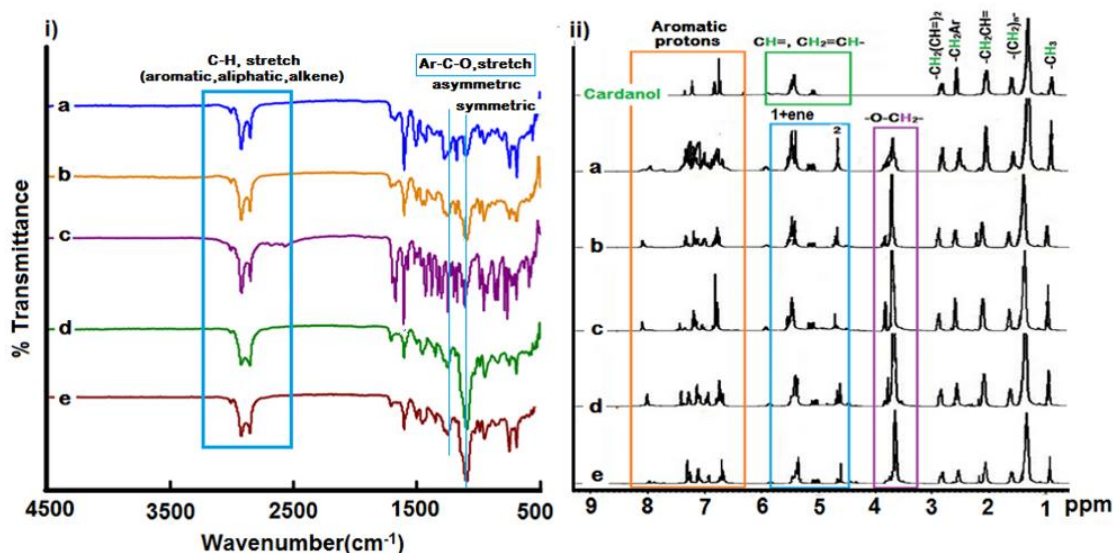 i)
C-H, stretch
(aromatic,aliphatic,alkene)
Ar-C-O,stretch
asymmetric
symmetric
a
b
c
d
e
% Transmittance
4500 3500 2500 1500 500
Wavenumber(cm-1)
ii)
Aromatic
protons
CH=, CH2=CH-
-CH2(CH=)2
-CH2Ar
-CH2CH=
-(CH2)n-
-CH3
Cardanol
1+ene
2
-O-CH2-
a
b
c
d
e
9 8 7 6 5 4 3 2 1 ppm